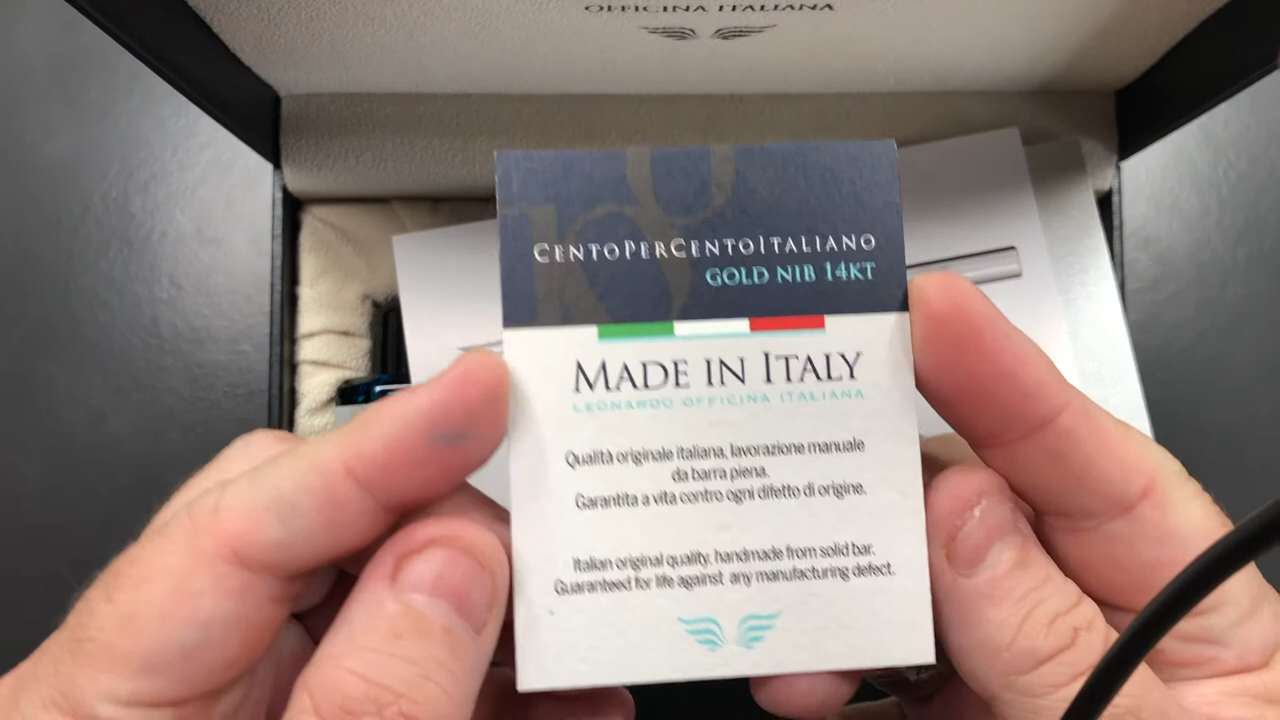 OFFICINA ITALIANA
CENTOPERCENTOITALIANO
GOLD NIB 14KT
MADE IN ITALY
LEONARDO OFFICINA ITALIANA
Qualità originale italiana, lavorazione manuale
da barra piena.
Garantita a vita contro ogni difetto di origine.
Italian original quality, handmade from solid bar.
Guaranteed for life against any manufacturing defect.